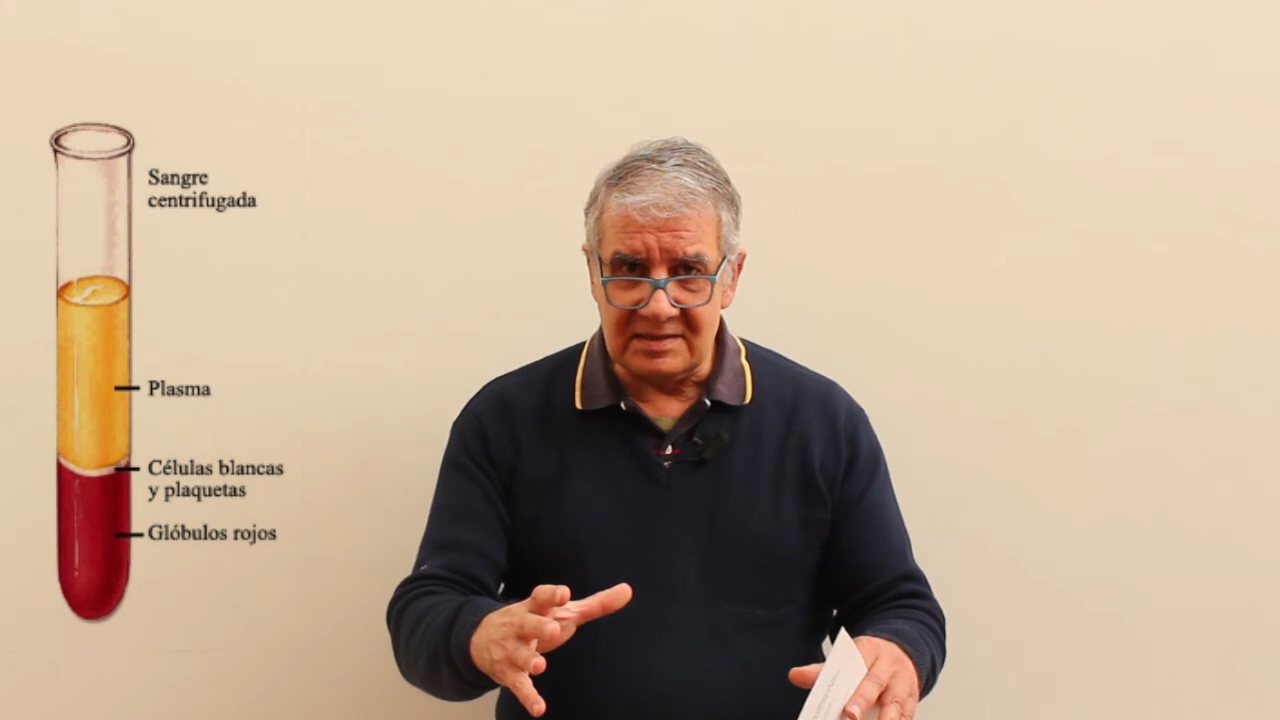 Sangre
centrifugada
Plasma
Células blancas
y plaquetas
Glóbulos rojos